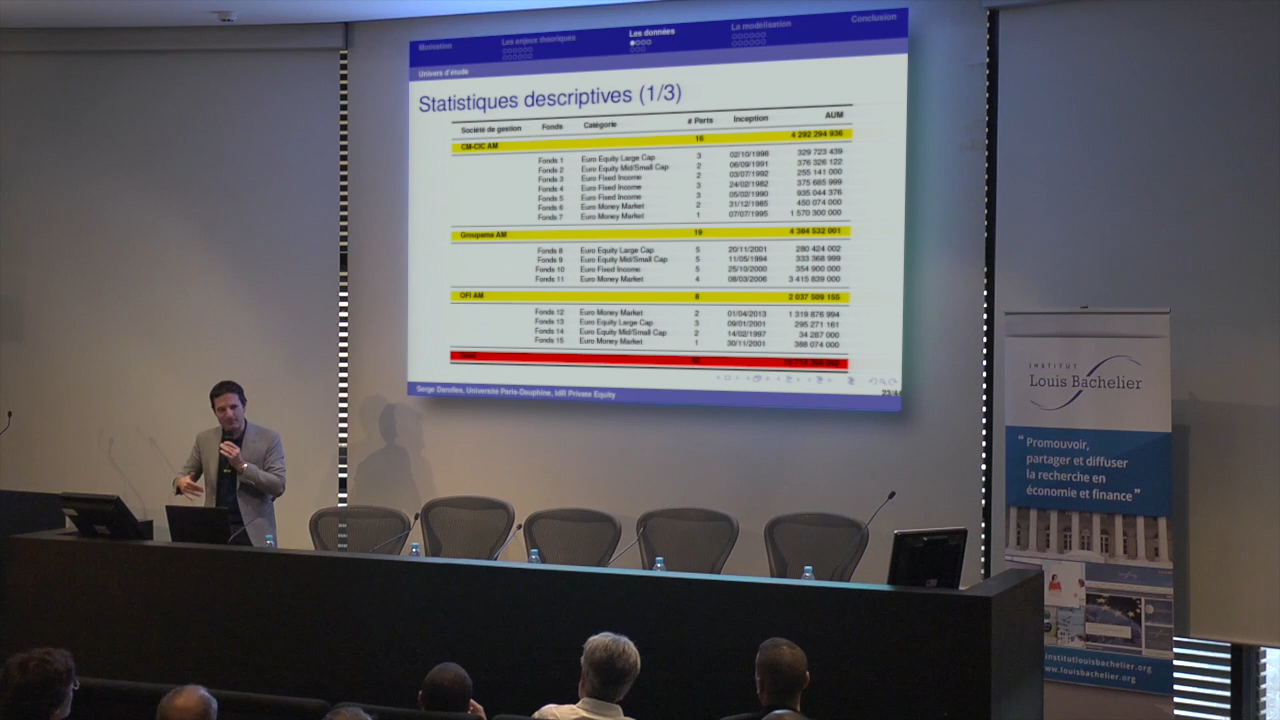 Motivation Les enjeux théoriques Les données La modélisation Conclusion
Univers d'étude
Statistiques descriptives (1/3)
Société de gestion Fonds Catégorie # Parts Inception AUM
CM-CIC AM 16 4 292 294 936
Fonds 1 Euro Equity Large Cap 3 02/10/1998 329 723 439
Fonds 2 Euro Equity Mid/Small Cap 2 06/09/1991 376 326 122
Fonds 3 Euro Fixed Income 2 03/07/1992 255 141 000
Fonds 4 Euro Fixed Income 3 24/02/1982 375 685 999
Fonds 5 Euro Fixed Income 3 05/02/1990 935 044 376
Fonds 6 Euro Money Market 2 31/12/1985 450 074 000
Fonds 7 Euro Money Market 1 07/07/1995 1 570 300 000
Groupama AM 19 4 384 532 001
Fonds 8 Euro Equity Large Cap 5 20/11/2001 280 424 002
Fonds 9 Euro Equity Mid/Small Cap 5 11/05/1994 333 368 999
Fonds 10 Euro Fixed Income 5 25/10/2000 354 900 000
Fonds 11 Euro Money Market 4 08/03/2006 3 415 839 000
OFI AM 8 2 037 509 155
Fonds 12 Euro Money Market 2 01/04/2013 1 319 876 994
Fonds 13 Euro Equity Large Cap 3 09/01/2001 295 271 161
Fonds 14 Euro Equity Mid/Small Cap 2 14/02/1997 34 287 000
Fonds 15 Euro Money Market 1 30/11/2001 388 074 000
Total
Serge Darolles, Université Paris-Dauphine, IdR Private Equity
INSTITUT
Louis Bachelier
“ Promouvoir,
partager et diffuser
la recherche en
économie et finance ”
institutlouisbachelier.org
www.louisbachelier.org